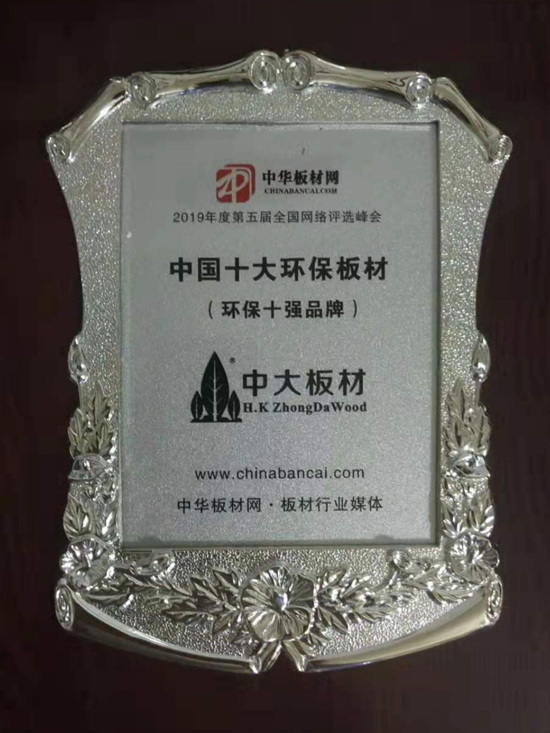 中华板材网
CHINABANCAI.COM
2019年度第五届全国网络评选峰会
中国十大环保板材
(环保十强品牌)
®
中大板材
H.K ZhongDaWood
www.chinabancai.com
中华板材网·板材行业媒体